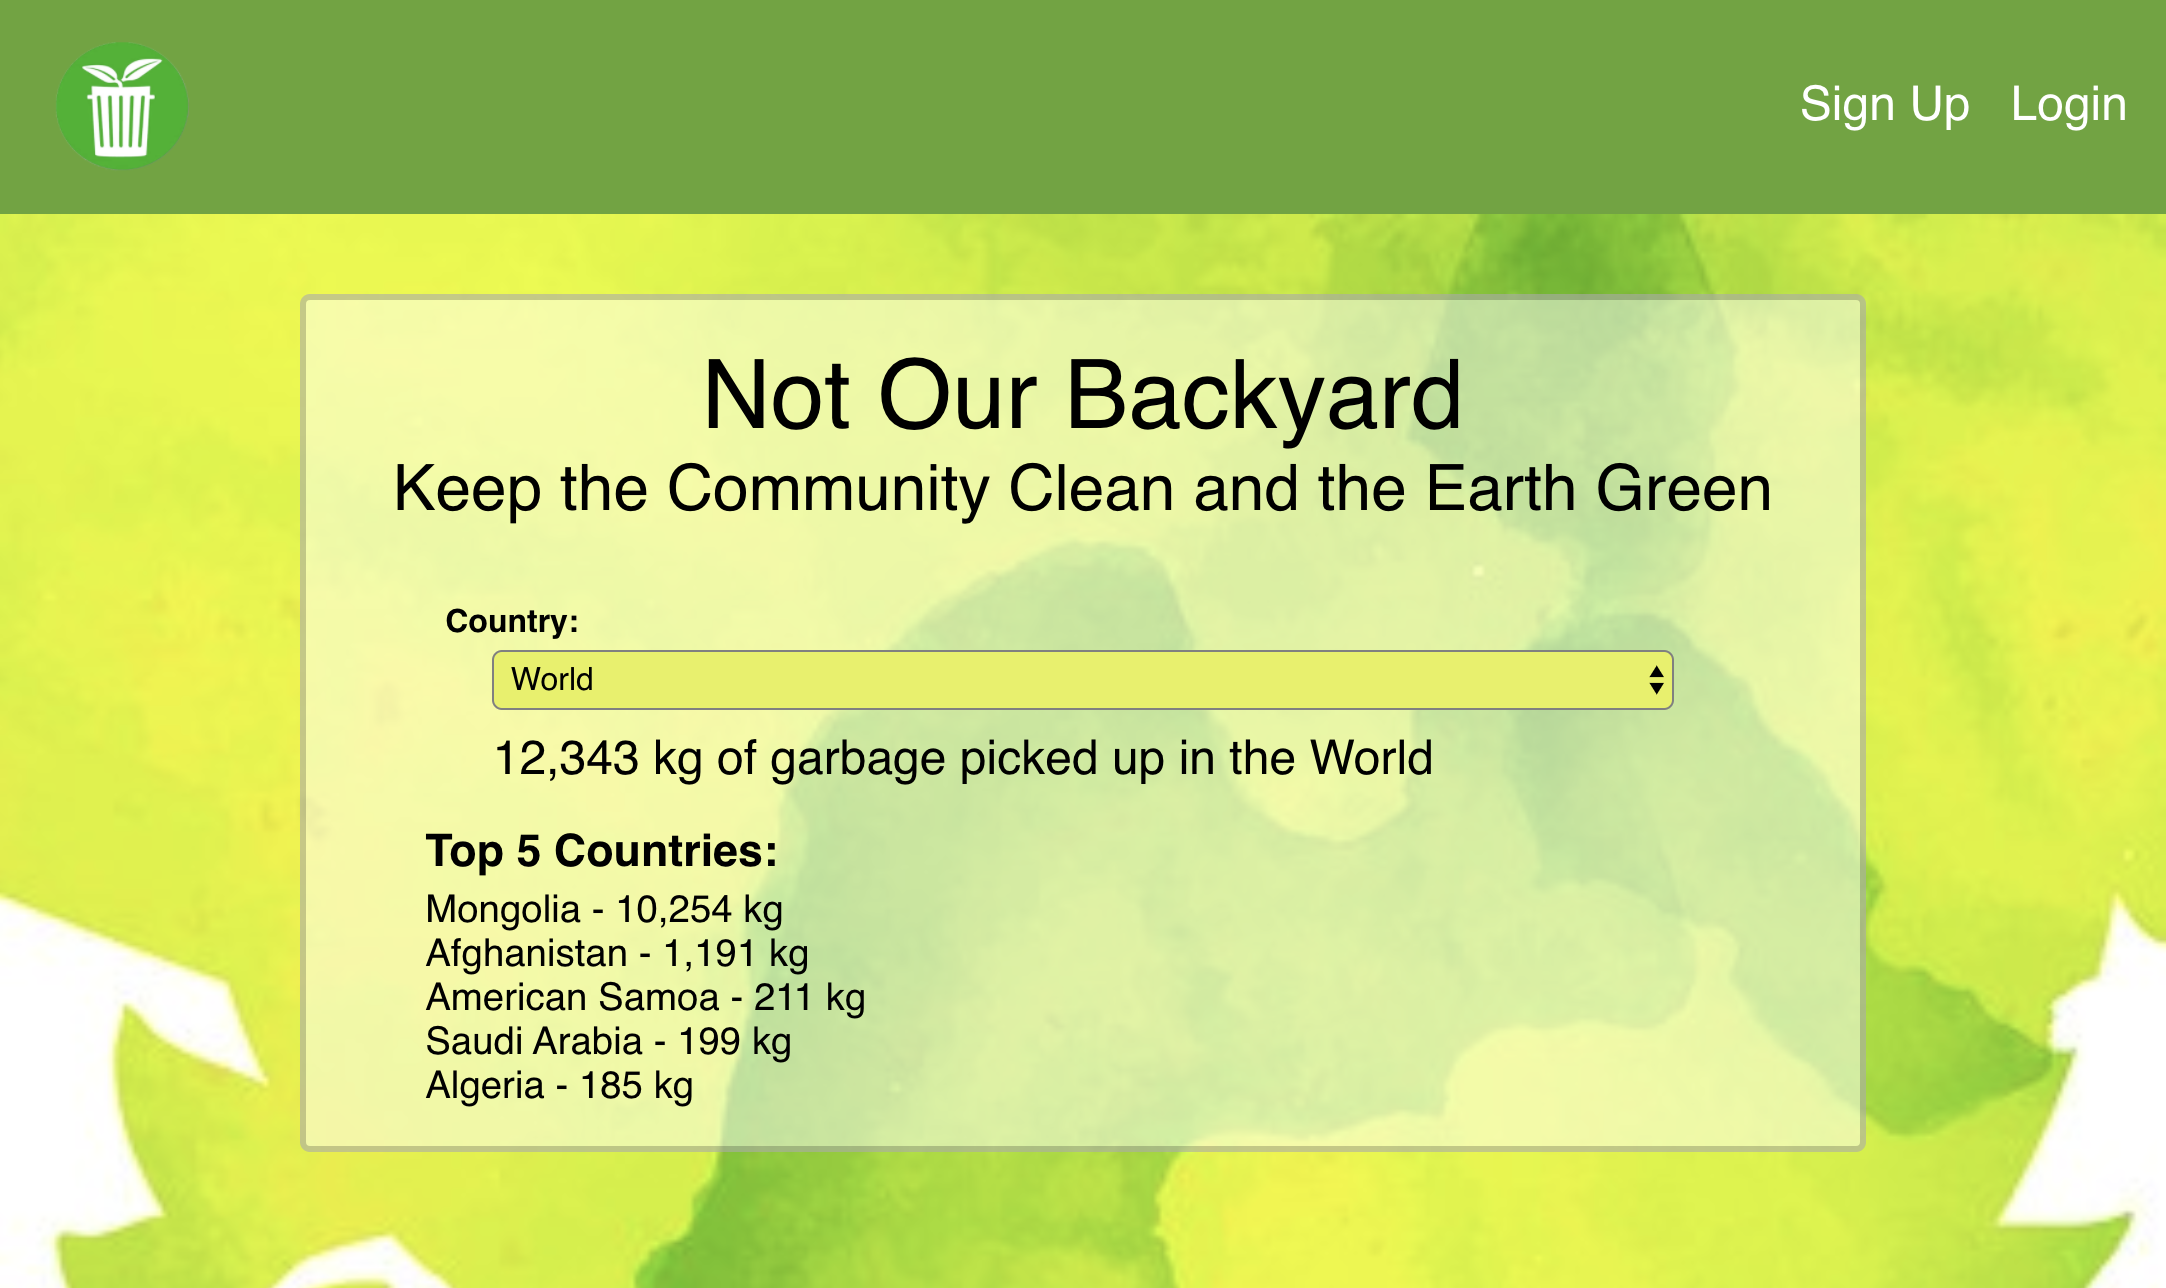 Sign Up Login
Not Our Backyard
Keep the Community Clean and the Earth Green
Country:
World
12,343 kg of garbage picked up in the World
Top 5 Countries:
Mongolia - 10,254 kg
Afghanistan - 1,191 kg
American Samoa - 211 kg
Saudi Arabia - 199 kg
Algeria - 185 kg